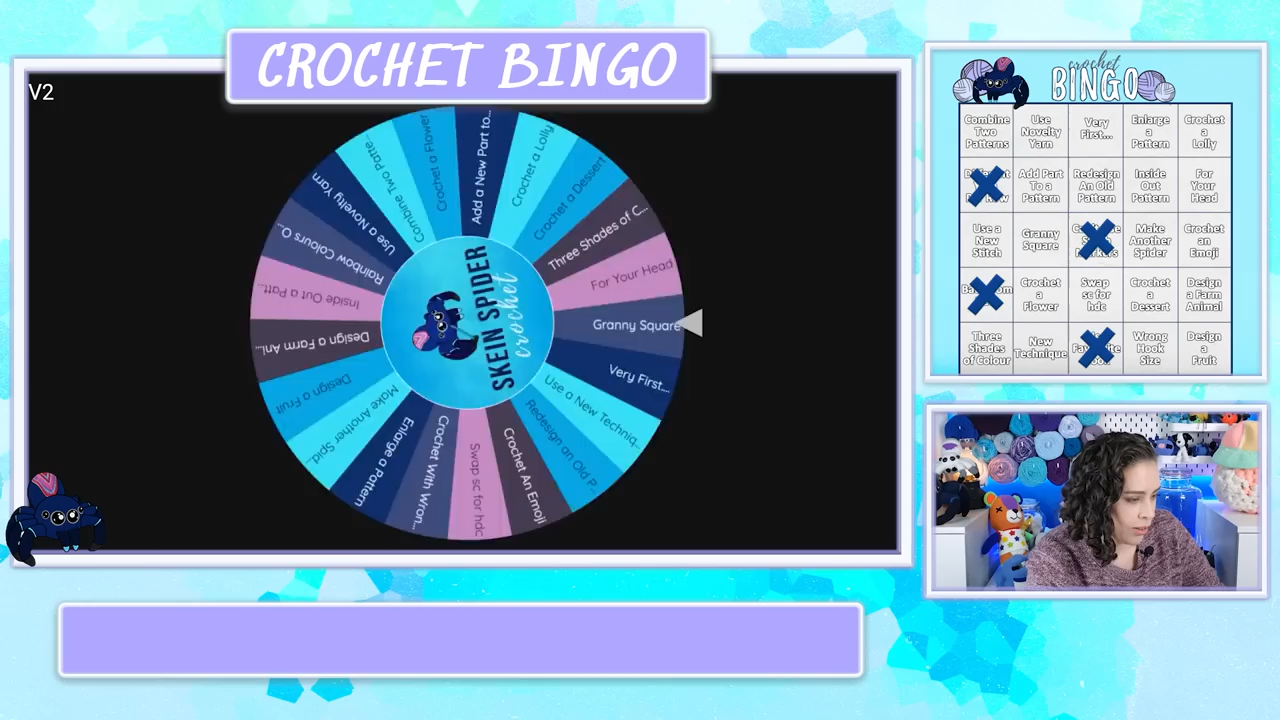 CROCHET BINGO
V2
Crochet a Flower
Add a New Part to...
Crochet a Lolly
Crochet a Dessert
Three Shades of C...
For Your Head
Granny Square
Very First...
Use a New Techniq...
Redesign an Old P...
Crochet An Emoji
Swap sc for hdc
Crochet With Wron...
Enlarge a Pattern
Make Another Spid...
Design a Fruit
Design a Farm Ani...
Inside Out a Patt...
Rainbow Colours O...
Use a Novelty Yarn
Combine Two Patte...
SKEIN SPIDER
crochet
crochet
BINGO
Combine
Two
Patterns
Use
Novelty
Yarn
Very
First...
Enlarge
a
Pattern
Crochet
a
Lolly
Add Part
To a
Pattern
Redesign
An Old
Pattern
Inside
Out
Pattern
For
Your
Head
Use a
New
Stitch
Granny
Square
Make
Another
Spider
Crochet
an
Emoji
Crochet
a
Flower
Swap
sc for
hdc
Crochet
a
Dessert
Design
a Farm
Animal
Three
Shades
of Colour
New
Technique
Wrong
Hook
Size
Design
a
Fruit